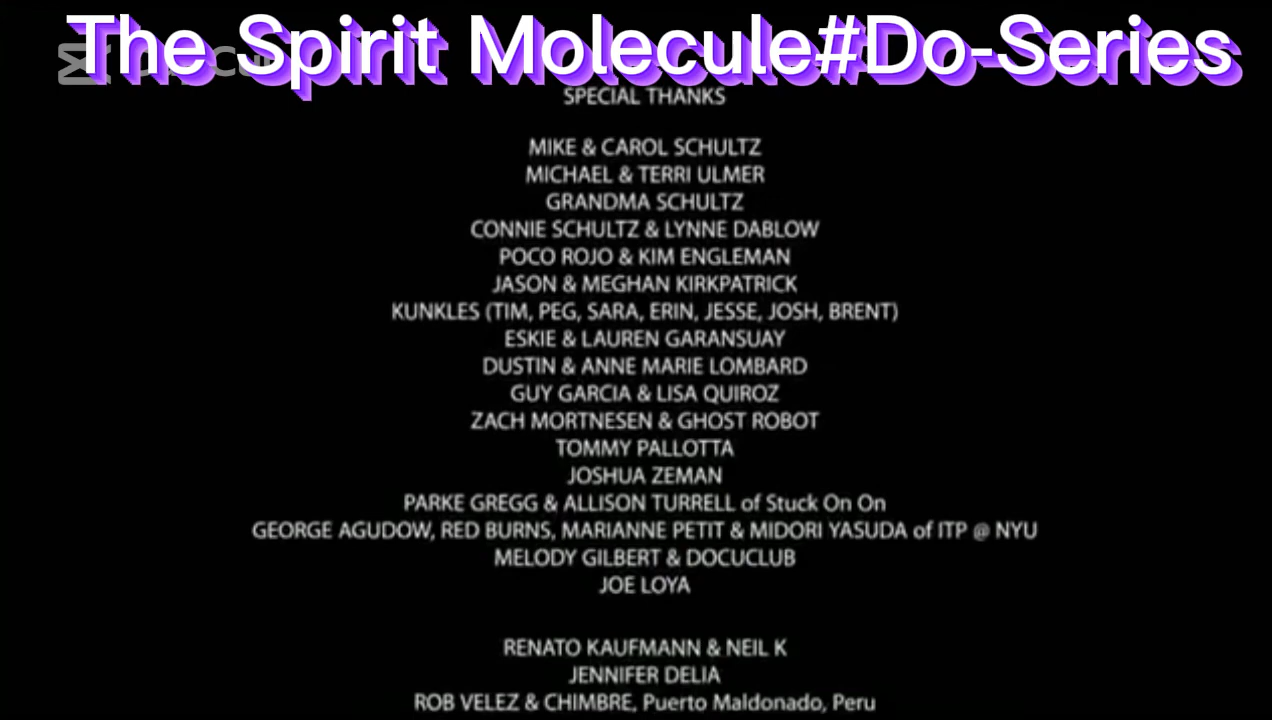 The Spirit Molecule#Do-Series
SPECIAL THANKS
MIKE & CAROL SCHULTZ
MICHAEL & TERRI ULMER
GRANDMA SCHULTZ
CONNIE SCHULTZ & LYNNE DABLOW
POCO ROJO & KIM ENGLEMAN
JASON & MEGHAN KIRKPATRICK
KUNKLES (TIM, PEG, SARA, ERIN, JESSE, JOSH, BRENT)
ESKIE & LAUREN GARANSUAY
DUSTIN & ANNE MARIE LOMBARD
GUY GARCIA & LISA QUIROZ
ZACH MORTNESEN & GHOST ROBOT
TOMMY PALLOTTA
JOSHUA ZEMAN
PARKE GREGG & ALLISON TURRELL of Stuck On On
GEORGE AGUDOW, RED BURNS, MARIANNE PETIT & MIDORI YASUDA of ITP @ NYU
MELODY GILBERT & DOCUCLUB
JOE LOYA
RENATO KAUFMANN & NEIL K
JENNIFER DELIA
ROB VELEZ & CHIMBRE, Puerto Maldonado, Peru